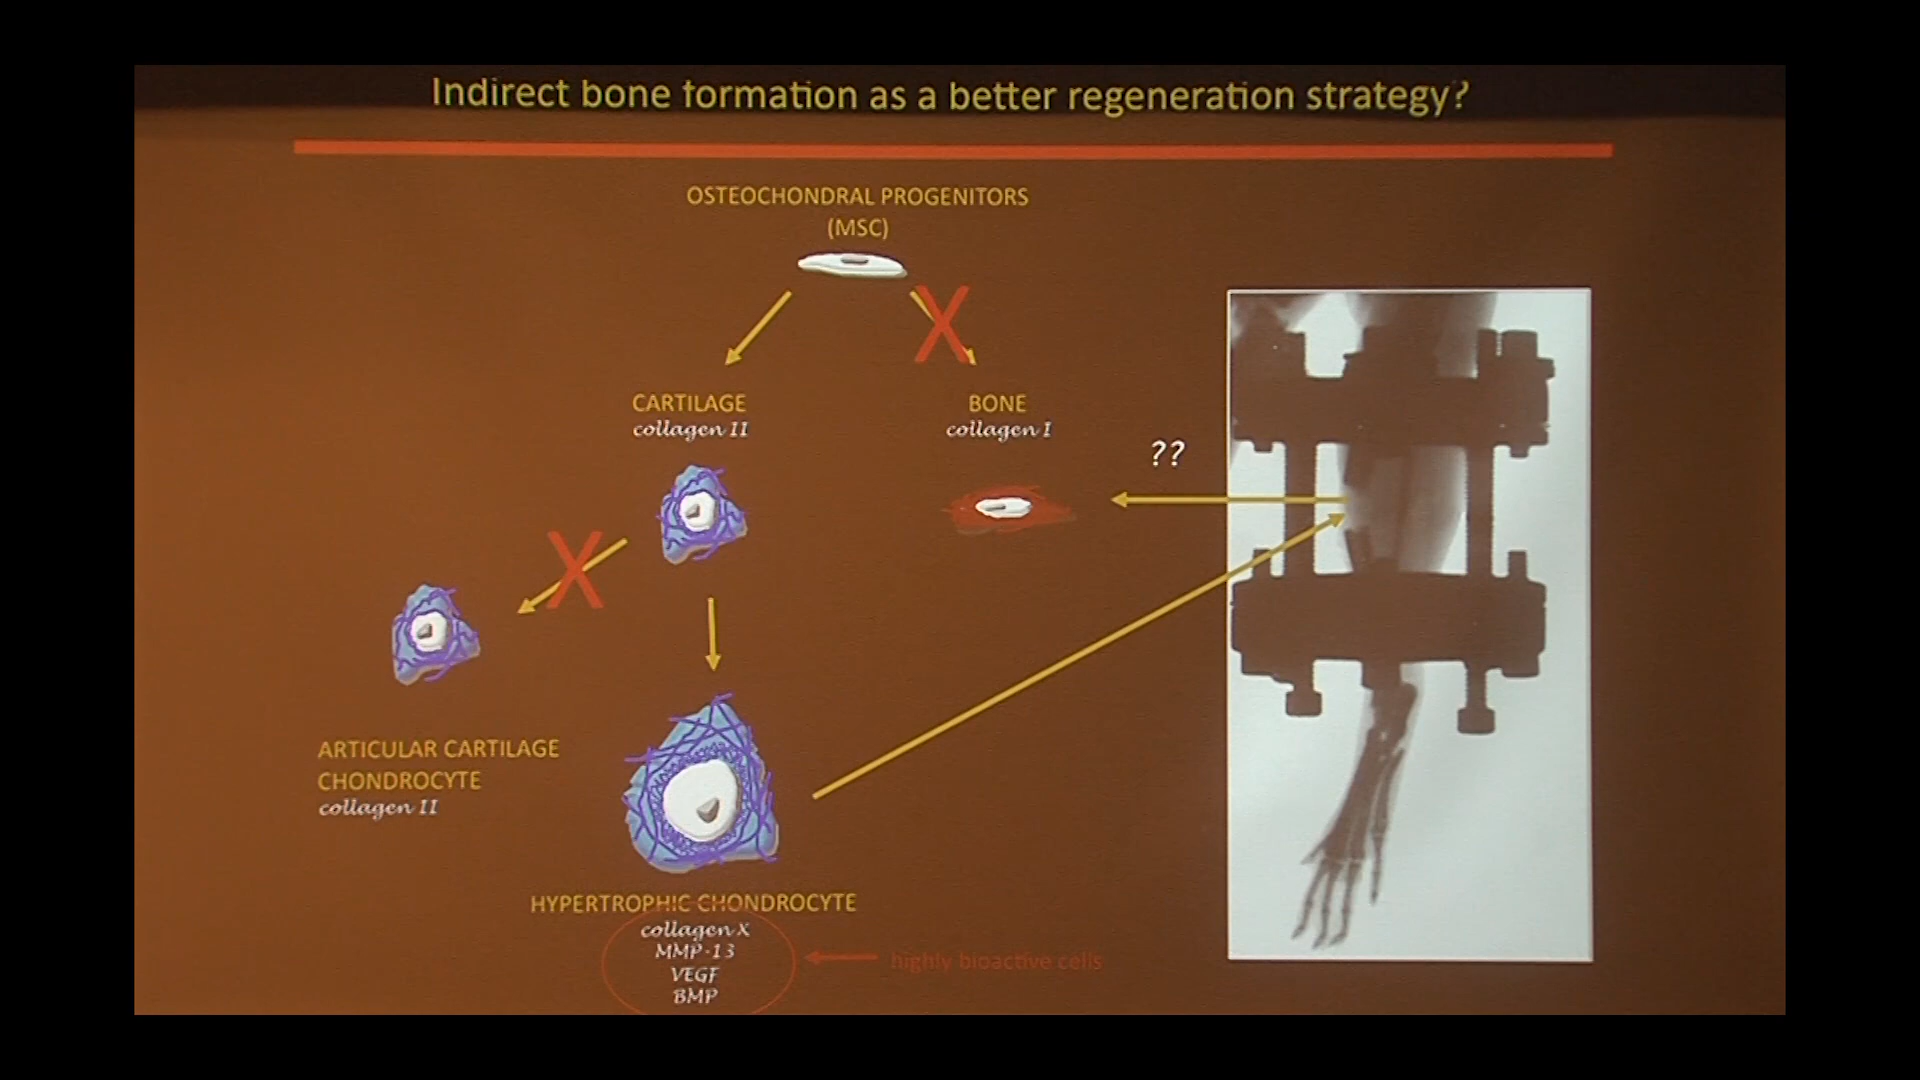 Indirect bone formation as a better regeneration strategy?
OSTEOCHONDRAL PROGENITORS
(MSC)
X
CARTILAGE
collagen II
BONE
collagen I
??
X
ARTICULAR CARTILAGE
CHONDROCYTE
collagen II
HYPERTROPHIC CHONDROCYTE
collagen X
MMP-13
VEGF
BMP
highly bioactive cells